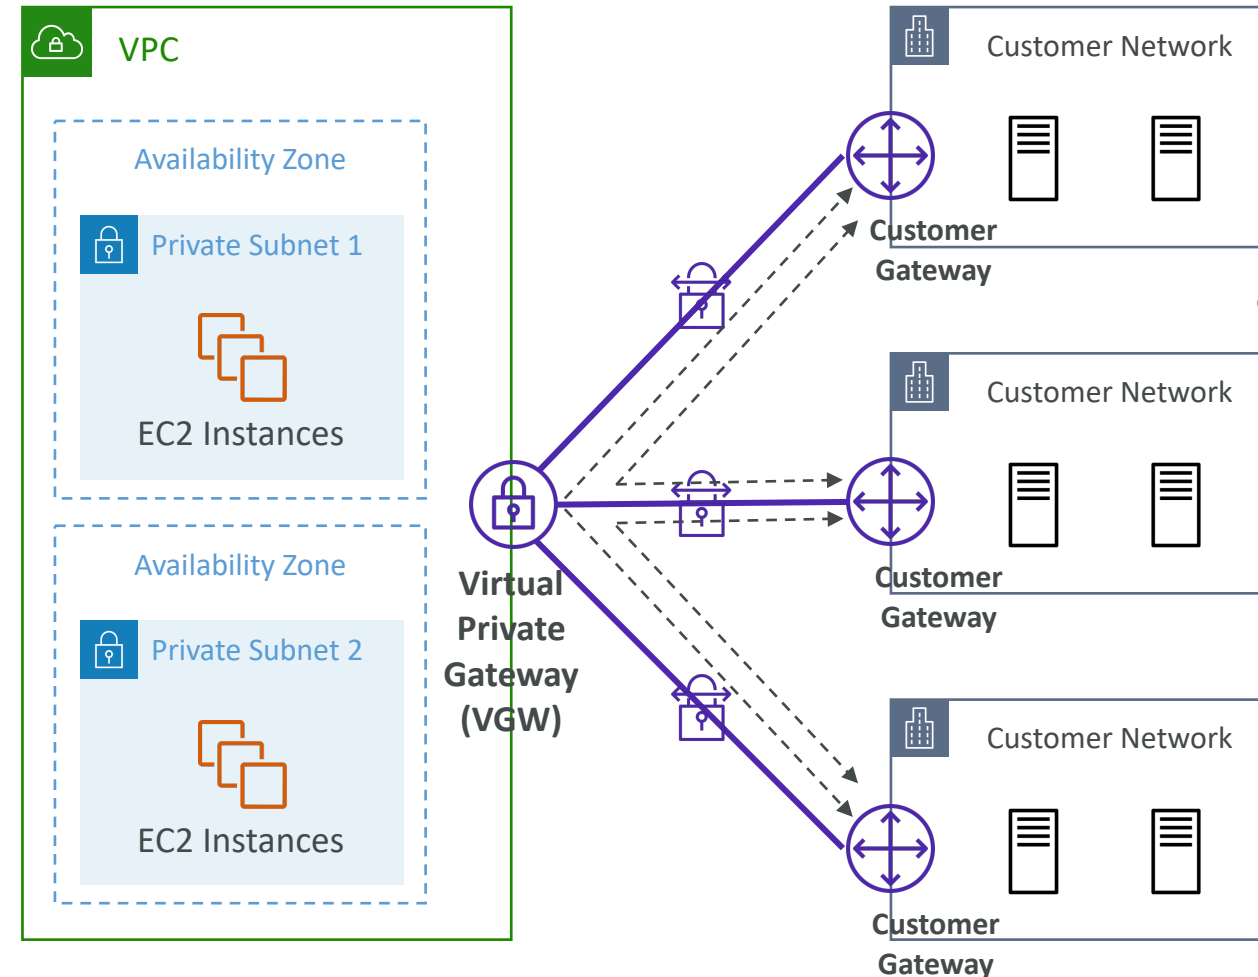 VPC
Availability Zone
Private Subnet 1
EC2 Instances
Availability Zone
Private Subnet 2
EC2 Instances
Virtual
Private
Gateway
(VGW)
Customer Network
Customer
Gateway
Customer Network
Customer
Gateway
Customer Network
Customer
Gateway